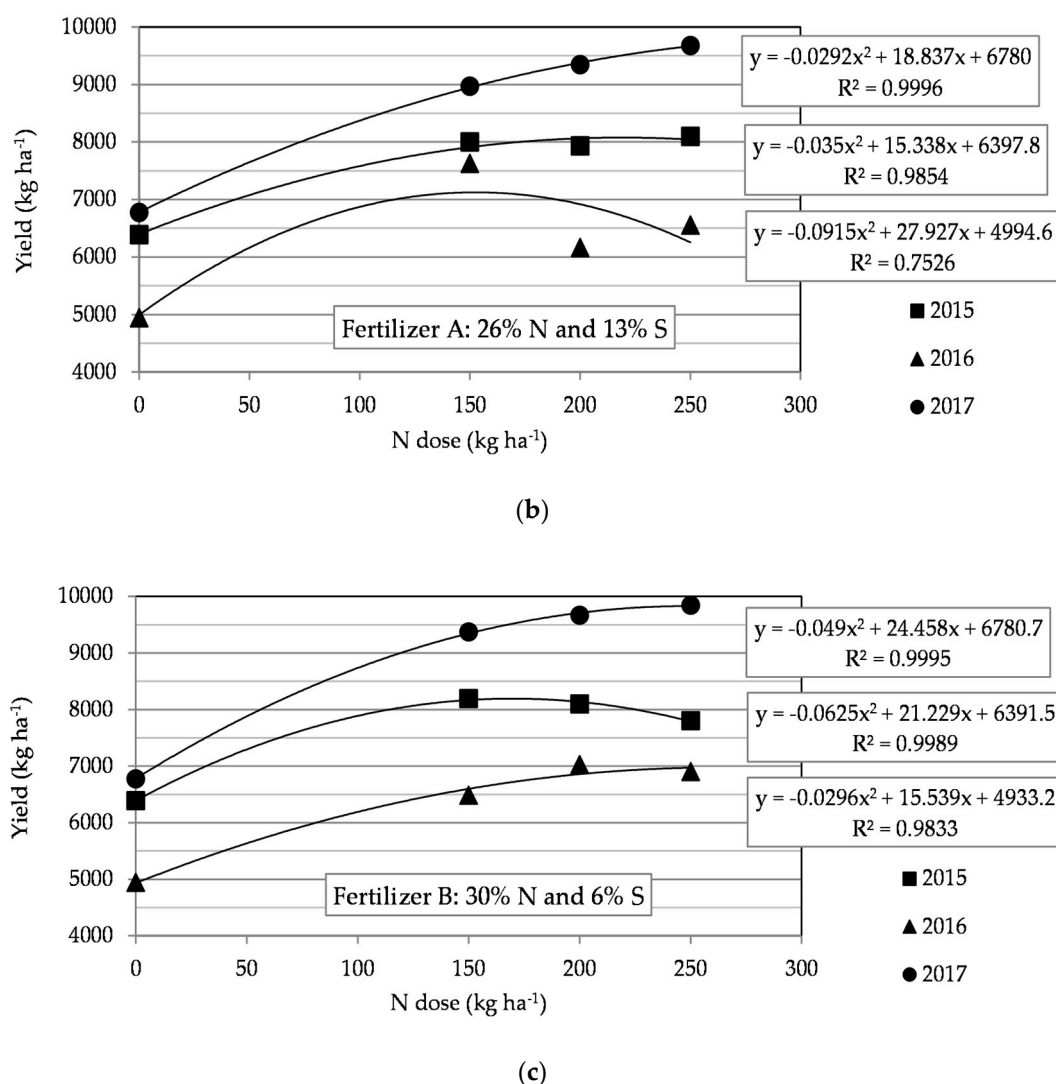 10000
9000
8000
7000
6000
5000
4000
Yield (kg ha⁻¹)
y = -0.0292x² + 18.837x + 6780
R² = 0.9996
y = -0.035x² + 15.338x + 6397.8
R² = 0.9854
y = -0.0915x² + 27.927x + 4994.6
R² = 0.7526
Fertilizer A: 26% N and 13% S
2015
2016
2017
0 50 100 150 200 250 300
N dose (kg ha⁻¹)
(b)
10000
9000
8000
7000
6000
5000
4000
Yield (kg ha⁻¹)
y = -0.049x² + 24.458x + 6780.7
R² = 0.9995
y = -0.0625x² + 21.229x + 6391.5
R² = 0.9989
y = -0.0296x² + 15.539x + 4933.2
R² = 0.9833
Fertilizer B: 30% N and 6% S
2015
2016
2017
0 50 100 150 200 250 300
N dose (kg ha⁻¹)
(c)